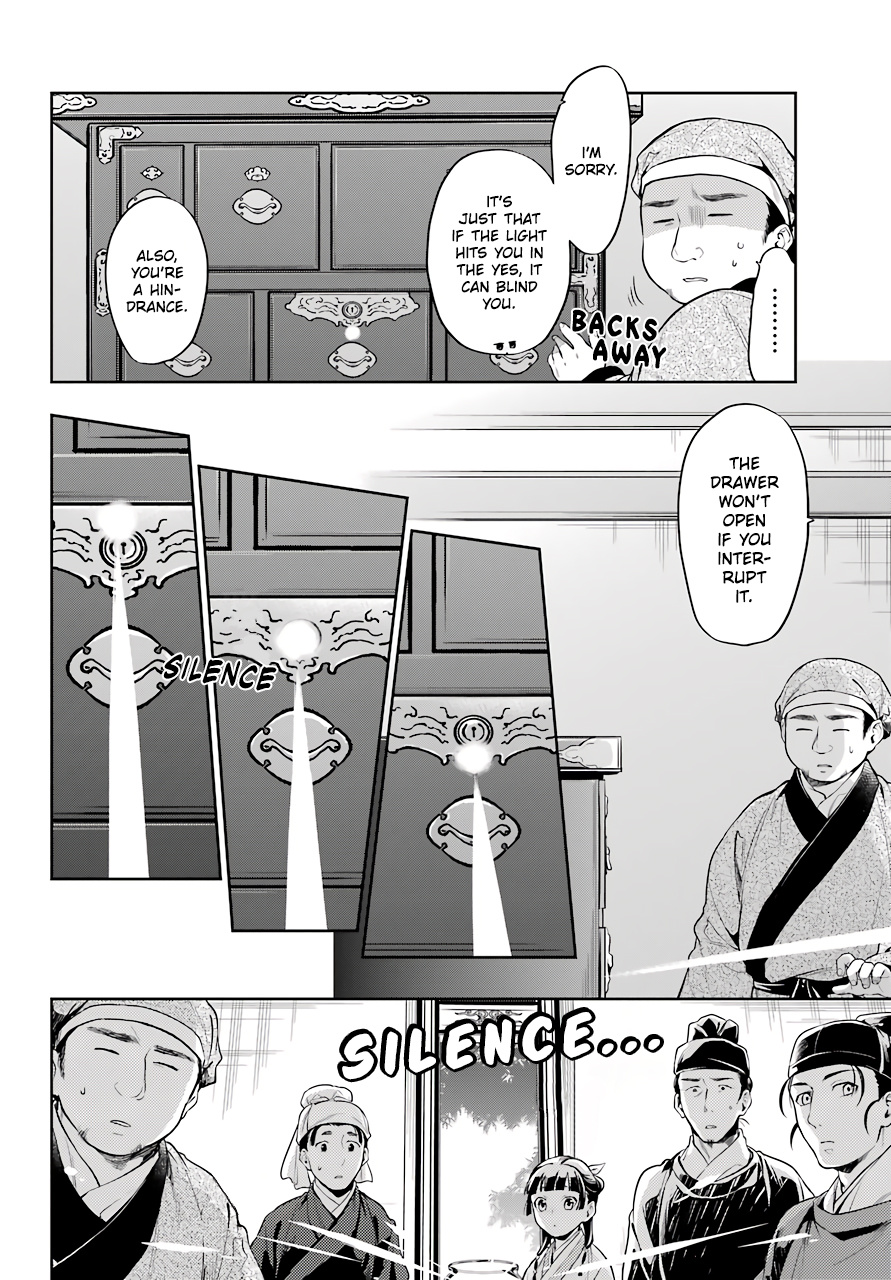 I'M
SORRY.
.........
IT'S
JUST THAT
IF THE LIGHT
HITS YOU IN
THE YES, IT
CAN BLIND
YOU.
BACKS
AWAY
ALSO,
YOU'RE
A HIN-
DRANCE.
THE
DRAWER
WON'T
OPEN
IF YOU
INTER-
RUPT
IT.
SILENCE
SILENCE...